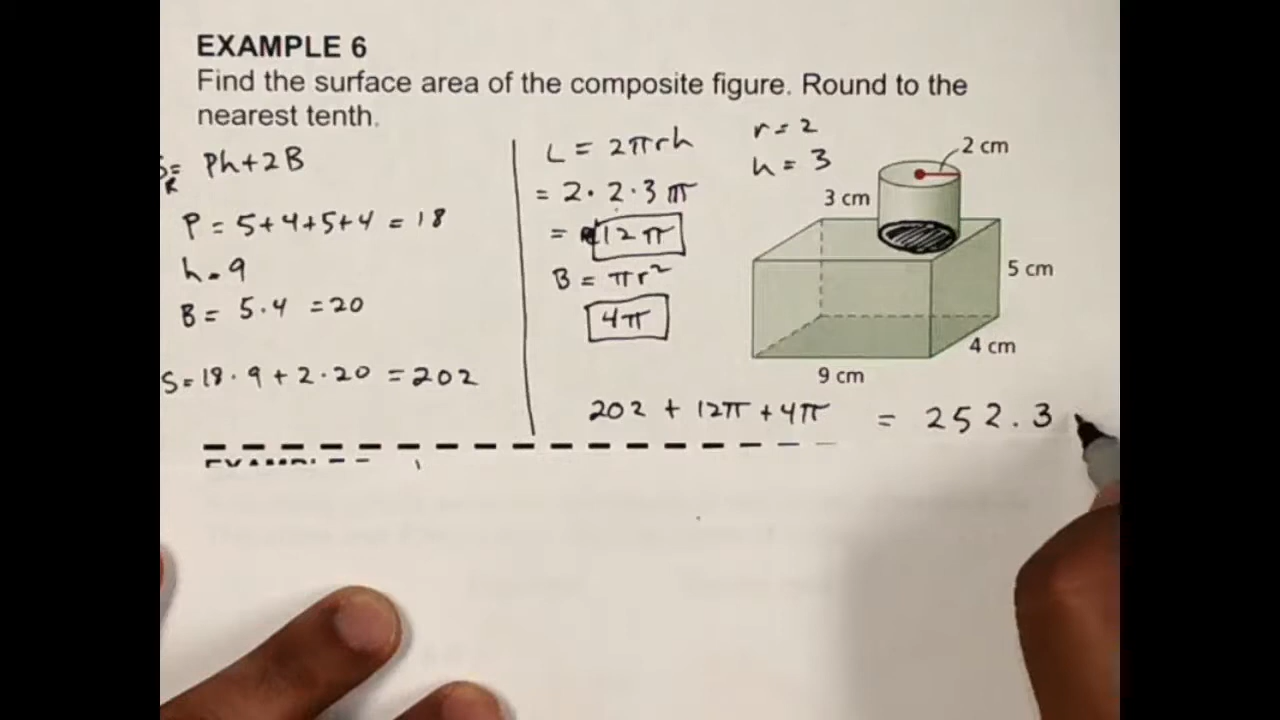 EXAMPLE 6
Find the surface area of the composite figure. Round to the
nearest tenth.
S= Ph+2B
R
P = 5+4+5+4 = 18
h = 9
B = 5·4 = 20
S=18·9+2·20 = 202
L = 2πrh
= 2·2·3π
= 12π
B = πr²
4π
r=2
h = 3
2 cm
3 cm
5 cm
4 cm
9 cm
202 + 12π + 4π = 252.3